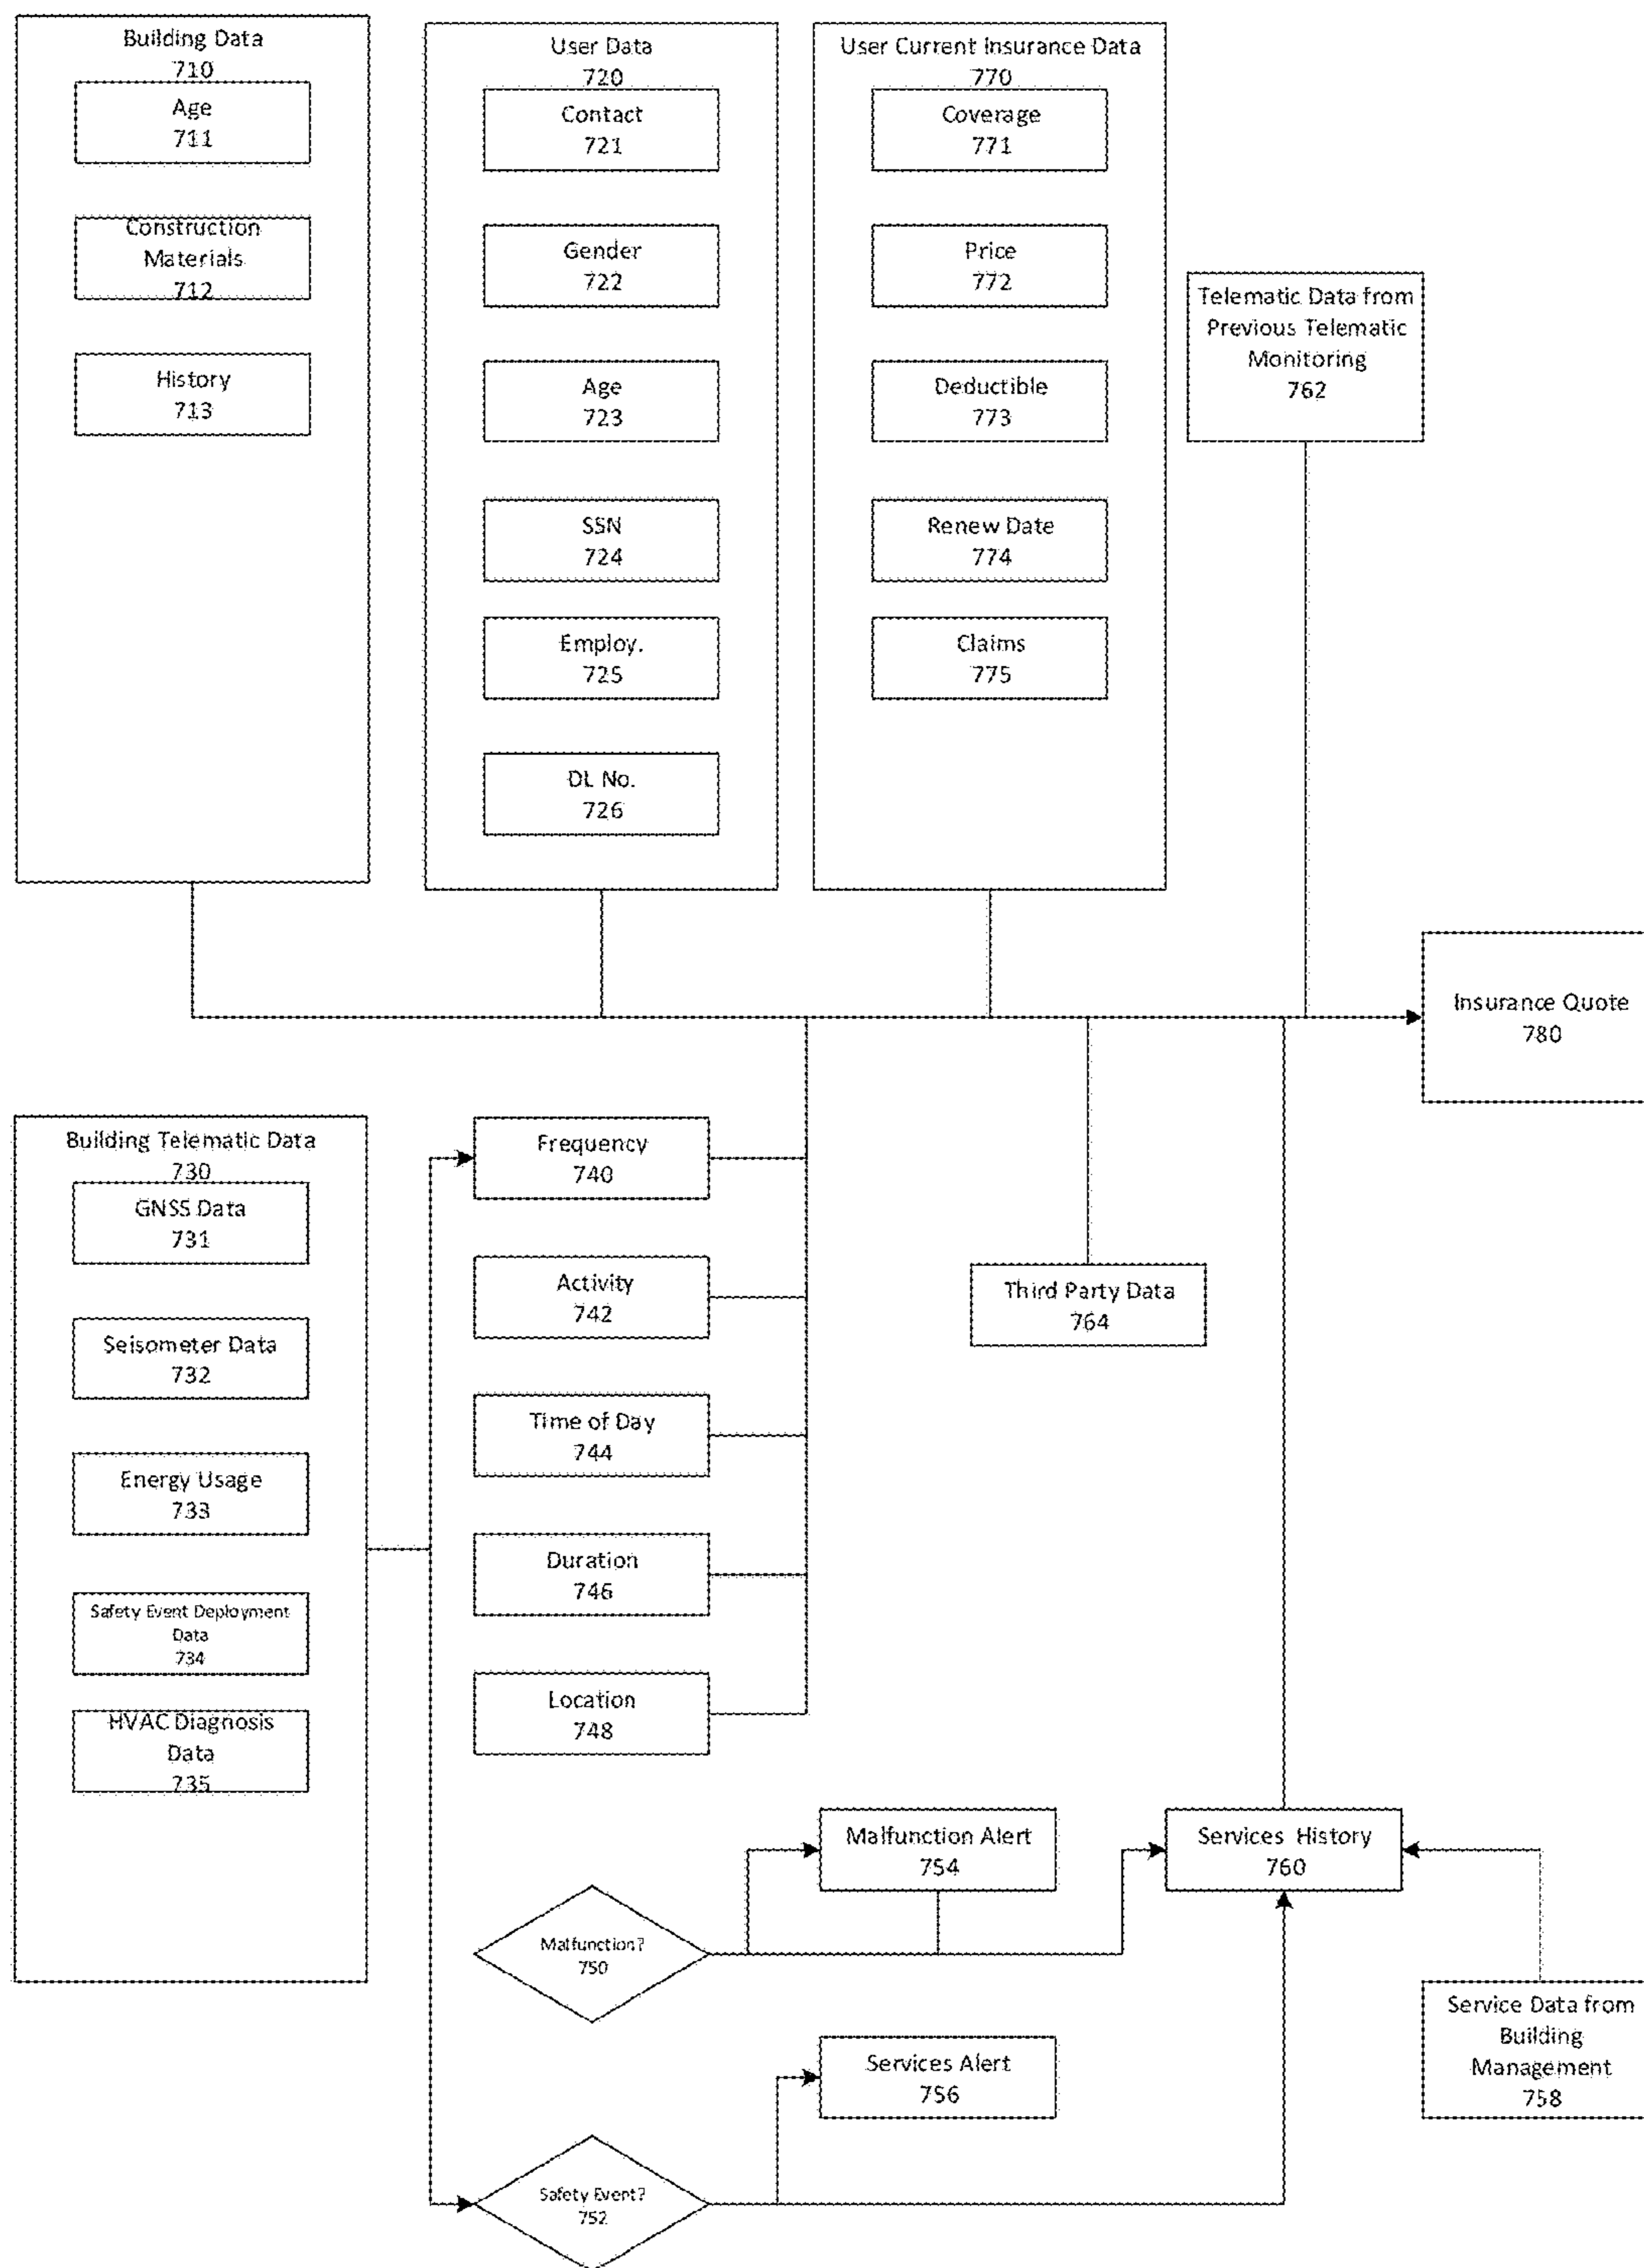 Building Data
710
Age
711
Construction
Materials
712
History
713
User Data
720
Contact
721
Gender
722
Age
723
SSN
724
Employ.
725
DL No.
726
User Current Insurance Data
770
Coverage
771
Price
772
Deductible
773
Renew Date
774
Claims
775
Telematic Data from
Previous Telematic
Monitoring
762
Insurance Quote
780
Building Telematic Data
730
GNSS Data
731
Seisometer Data
732
Energy Usage
733
Safety Event Deployment
Data
734
HVAC Diagnosis
Data
735
Frequency
740
Activity
742
Time of Day
744
Duration
746
Location
748
Third Party Data
764
Malfunction Alert
754
Services History
760
Malfunction?
750
Service Data from
Building
Management
758
Services Alert
756
Safety Event?
752